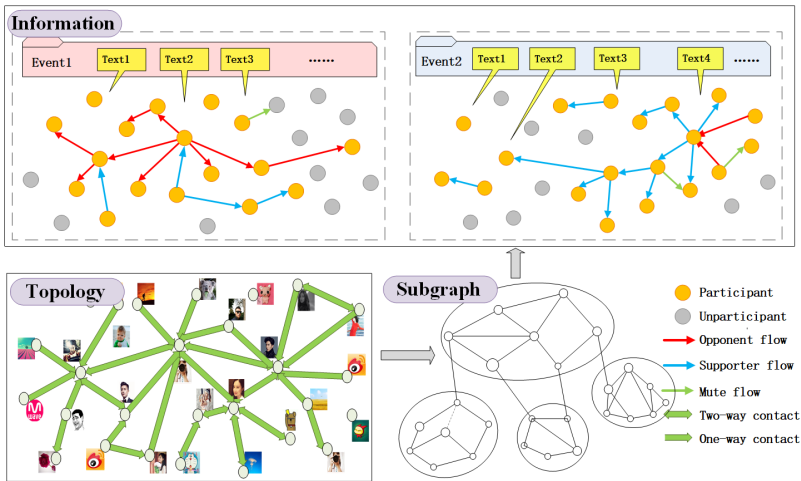 Information
Event1
Text1
Text2
Text3
......
Event2
Text1
Text2
Text3
Text4
......
Topology
M
wave
Subgraph
Participant
Unparticipant
Opponent flow
Supporter flow
Mute flow
Two-way contact
One-way contact